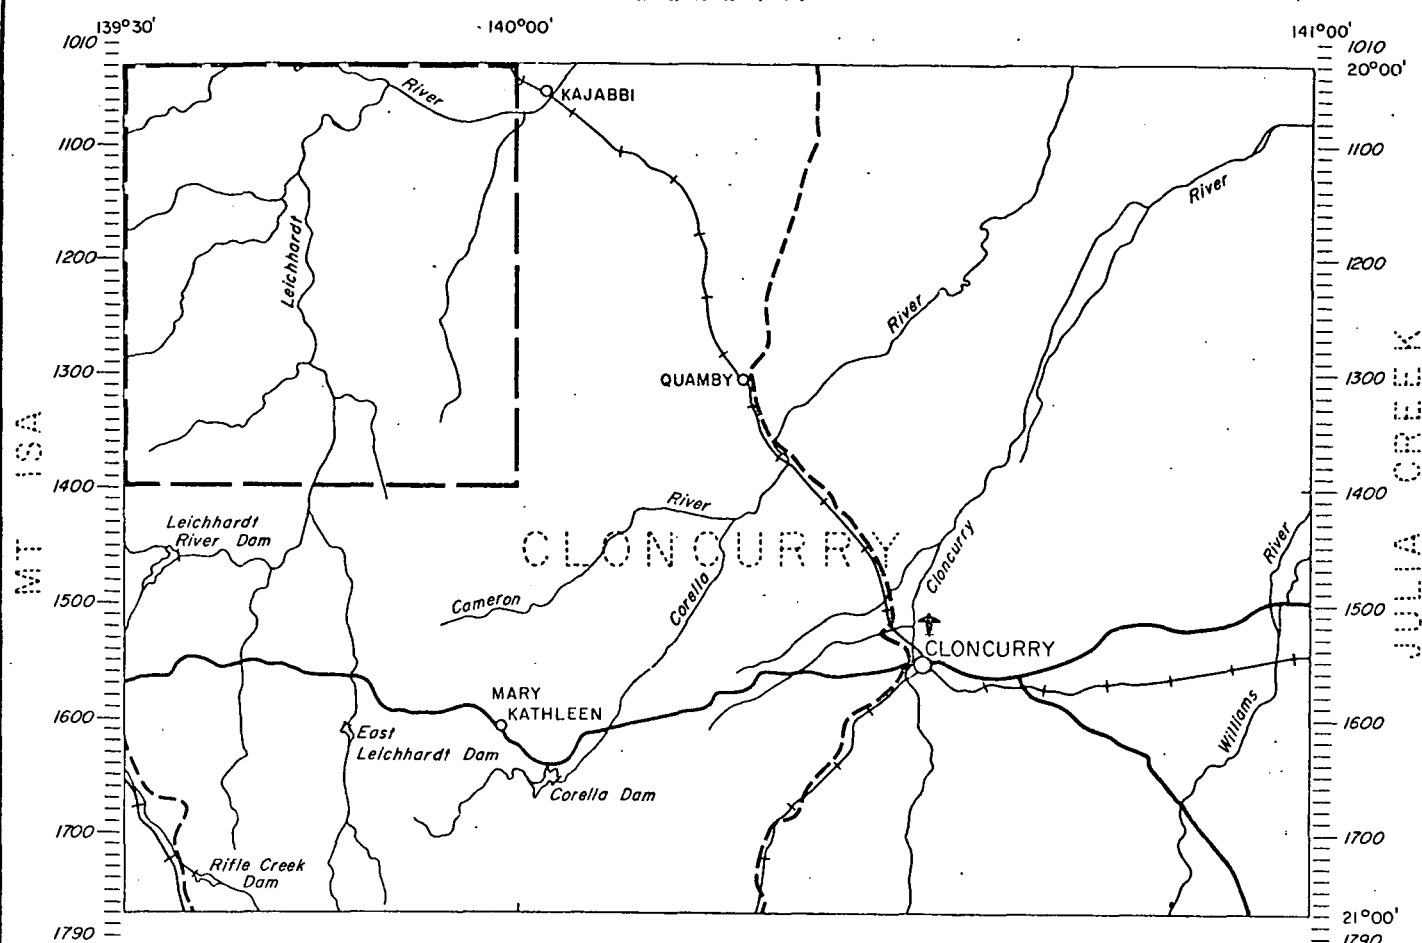 139°30'
140°00'
141°00'
1010
1010
20°00'
KAJABBI
River
1100
1100
River
Leichhardt
1200
1200
River
QUAMBY
1300
1300
MT ISA
JULIA CREEK
1400
1400
River
Leichhardt
River Dam
CLONCURRY
River
Cloncurry
Corella
Cameron
1500
1500
CLONCURRY
MARY
KATHLEEN
1600
1600
East
Leichhardt Dam
Williams
Corella Dam
1700
1700
Rifle Creek
Dam
21°00'
1790
1790